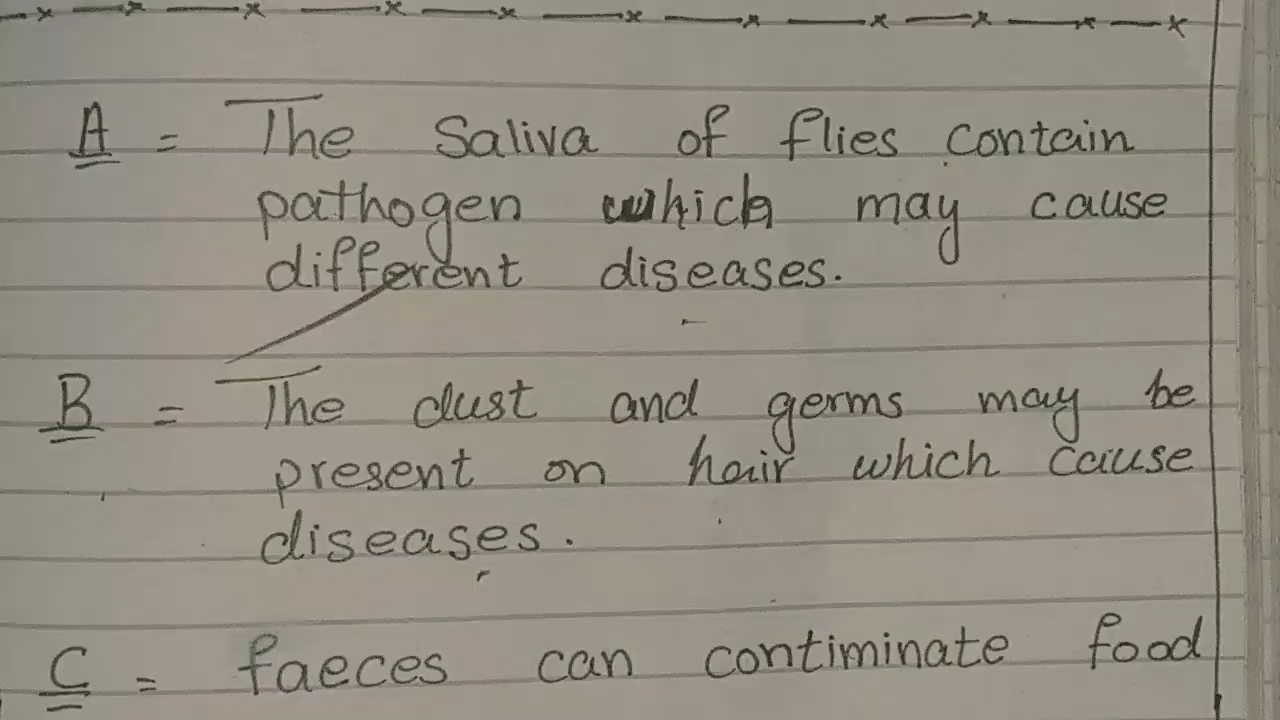 A = The Saliva of flies contain
pathogen which may cause
different diseases.
B = The dust and germs may be
present on hair which cause
diseases.
C = faeces can contiminate food